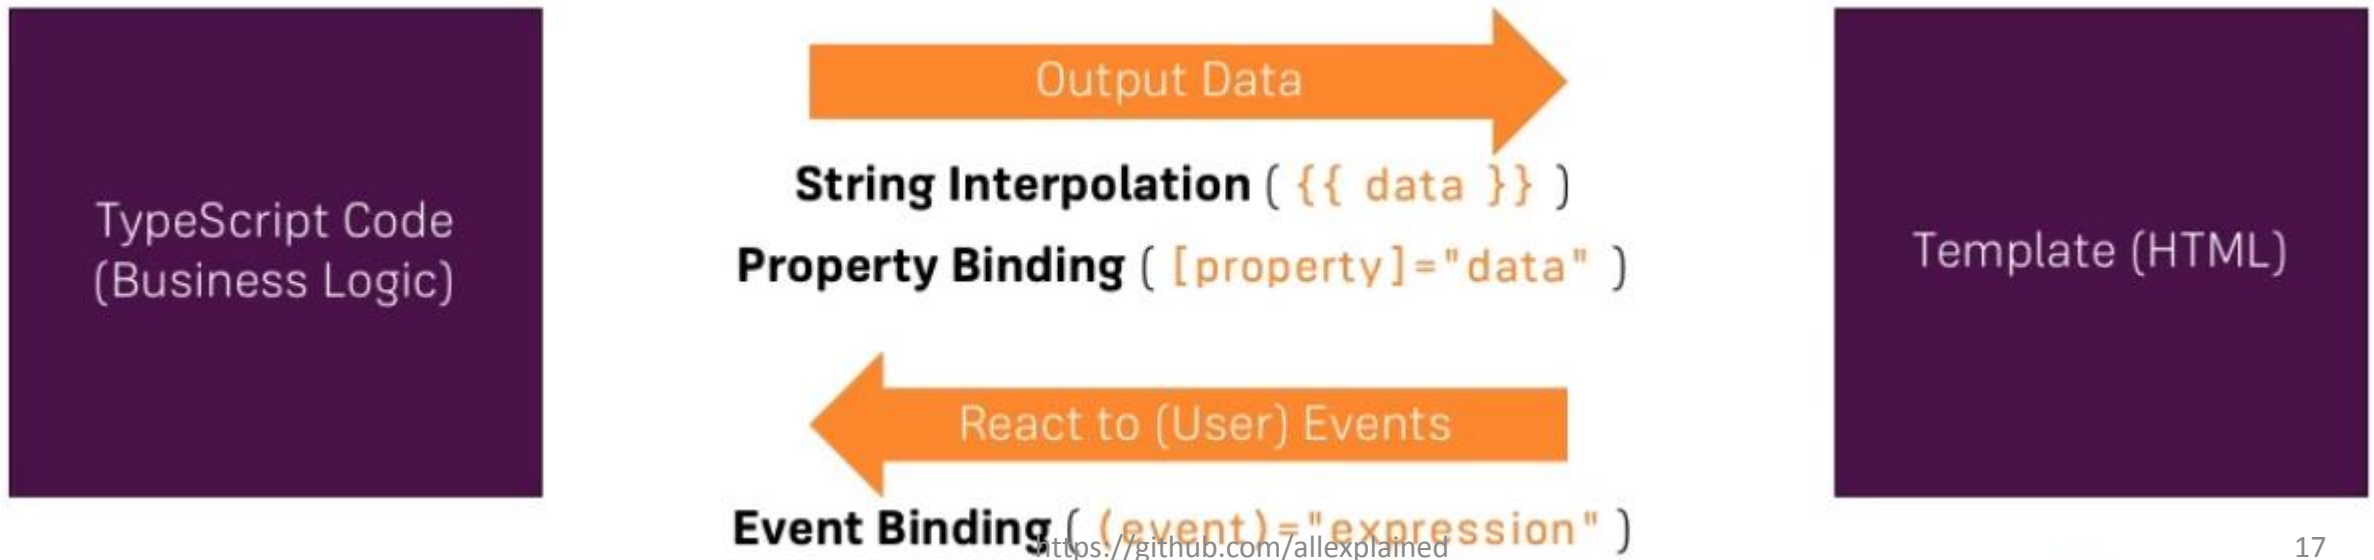 TypeScript Code
(Business Logic)
Output Data
String Interpolation ( {{ data }} )
Property Binding ( [property]="data" )
React to (User) Events
Event Binding ( (event)="expression" )
Template (HTML)
https://github.com/allexplained
17